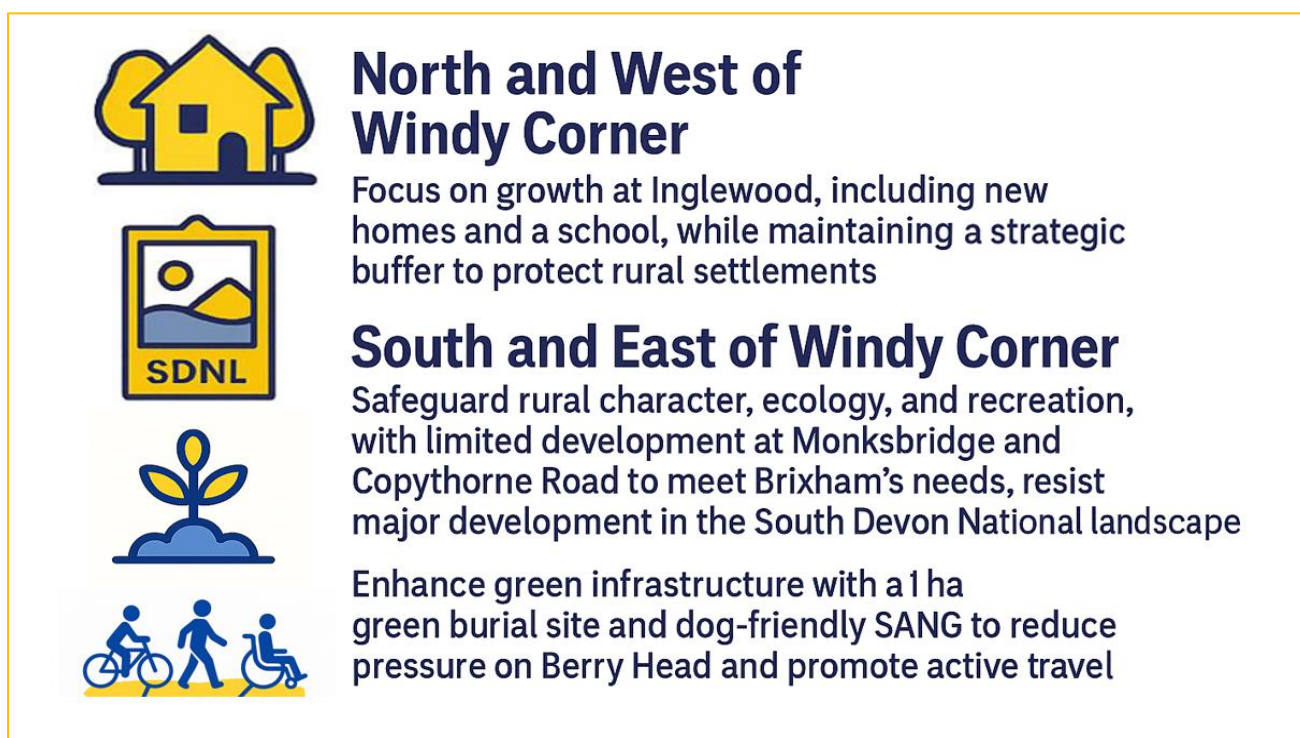 North and West of
Windy Corner
Focus on growth at Inglewood, including new
homes and a school, while maintaining a strategic
buffer to protect rural settlements
SDNL
South and East of Windy Corner
Safeguard rural character, ecology, and recreation,
with limited development at Monksbridge and
Copythorne Road to meet Brixham's needs, resist
major development in the South Devon National landscape
Enhance green infrastructure with a 1 ha
green burial site and dog-friendly SANG to reduce
pressure on Berry Head and promote active travel